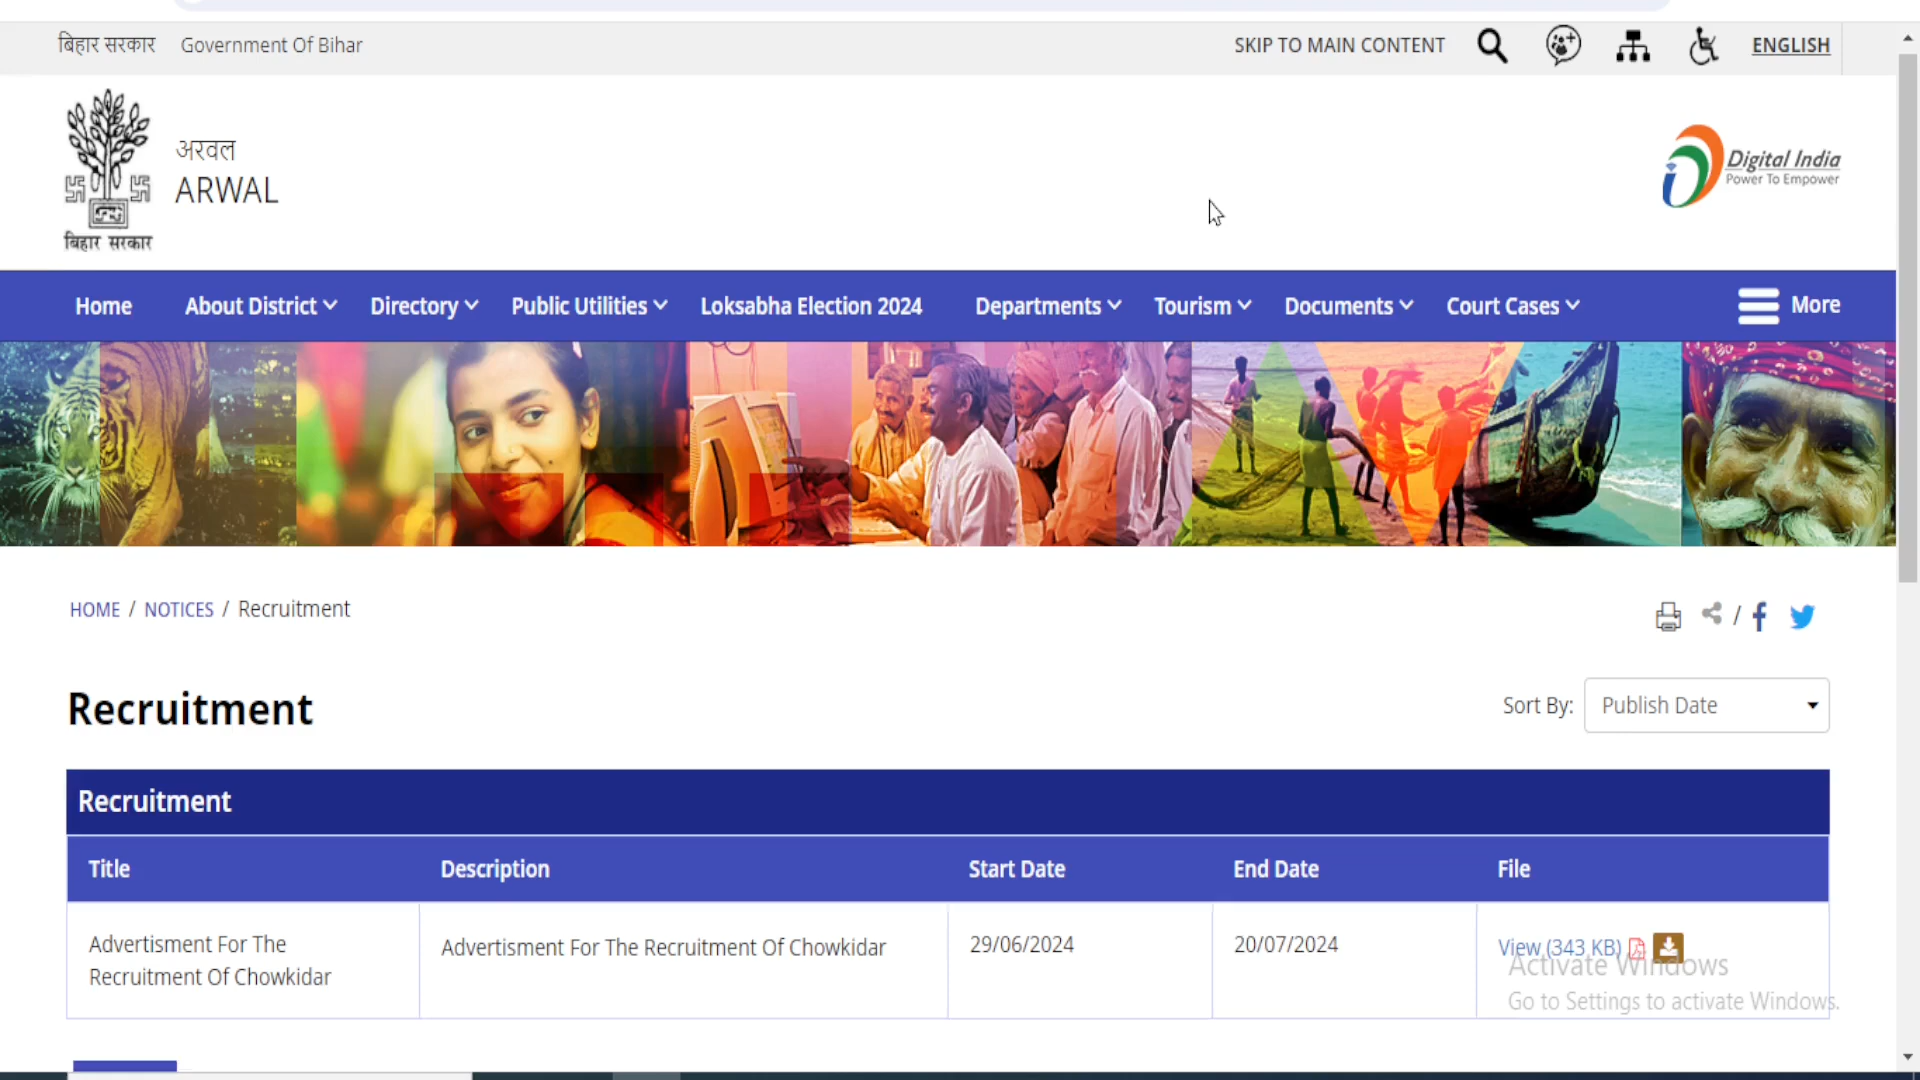 बिहार सरकार Government Of Bihar SKIP TO MAIN CONTENT ENGLISH
अरवल
ARWAL
बिहार सरकार
Digital India
Power To Empower
Home About District Directory Public Utilities Loksabha Election 2024 Departments Tourism Documents Court Cases More
HOME / NOTICES / Recruitment
Recruitment
Sort By: Publish Date
Recruitment
Title Description Start Date End Date File
Advertisment For The
Recruitment Of Chowkidar
Advertisment For The Recruitment Of Chowkidar
29/06/2024
20/07/2024
View (343 KB)
Activate Windows
Go to Settings to activate Windows.